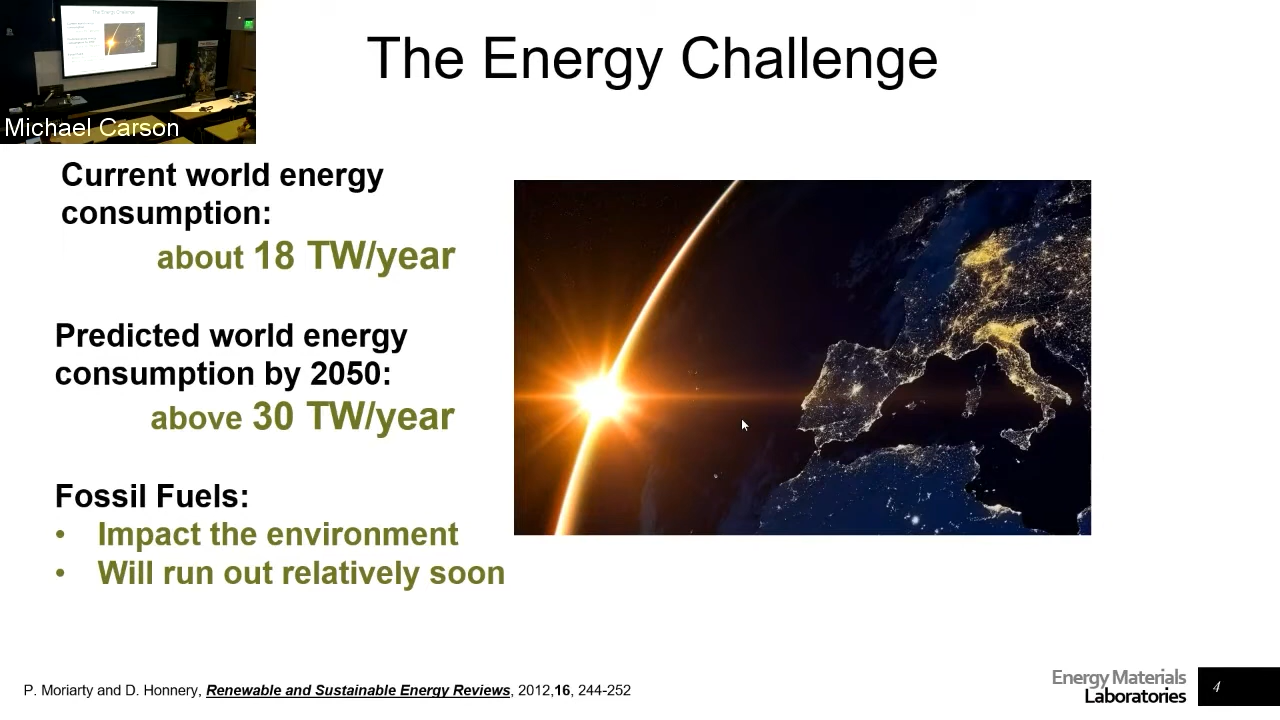 The Energy Challenge
Michael Carson
Current world energy
consumption:
about 18 TW/year
Predicted world energy
consumption by 2050:
above 30 TW/year
Fossil Fuels:
• Impact the environment
• Will run out relatively soon
P. Moriarty and D. Honnery, Renewable and Sustainable Energy Reviews, 2012,16, 244-252
Energy Materials
Laboratories
4